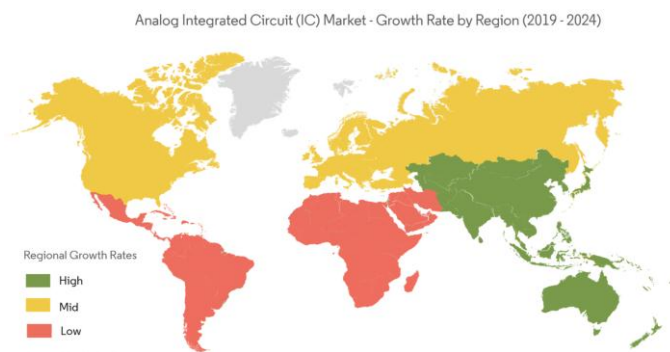 Analog Integrated Circuit (IC) Market - Growth Rate by Region (2019 - 2024)
Regional Growth Rates
High
Mid
Low